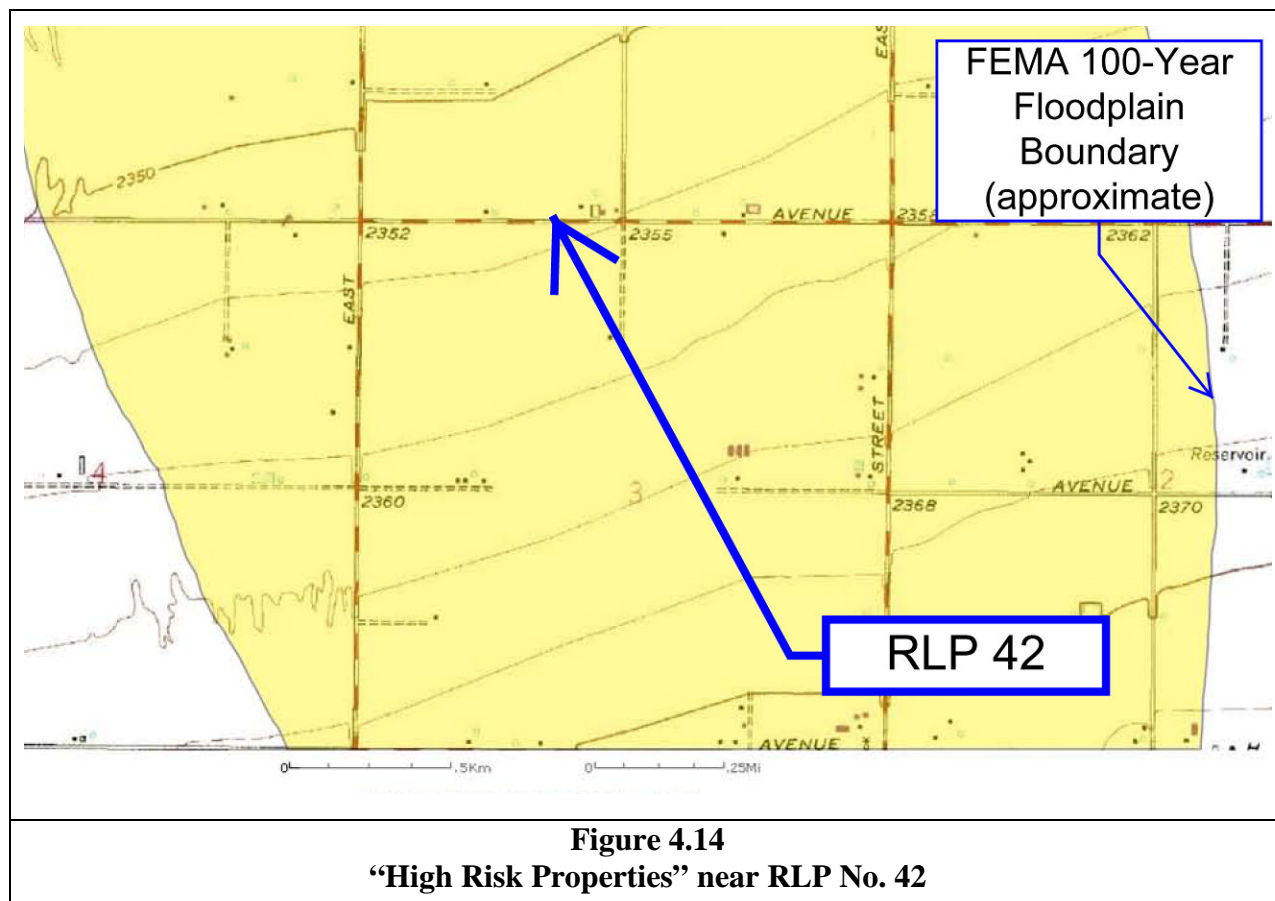 EAS
FEMA 100-Year
Floodplain
Boundary
(approximate)
2350
AVENUE
2352
2355
2362
EAST
STREET
Reservoir
4
3
AVENUE
2
2360
2368
2370
RLP 42
AVENUE
0 .5Km 0 .25Mi
Figure 4.14
“High Risk Properties” near RLP No. 42